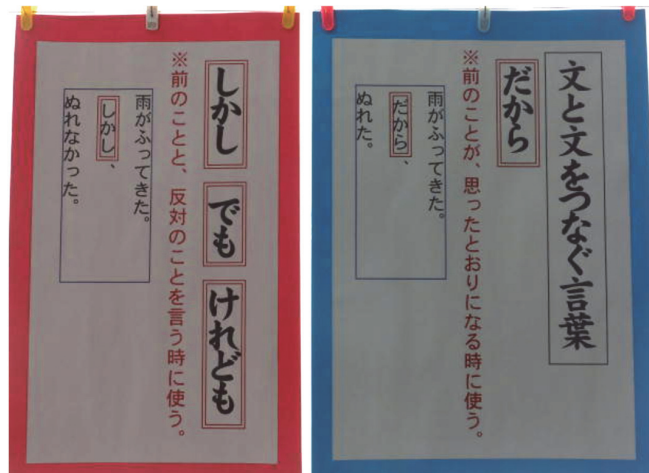 文と文をつなぐ言葉
だから
※前のことが、思ったとおりになる時に使う。
雨がふってきた。
だから、
ぬれた。
しかし でも けれども
※前のことと、反対のことを言う時に使う。
雨がふってきた。
しかし、
ぬれなかった。